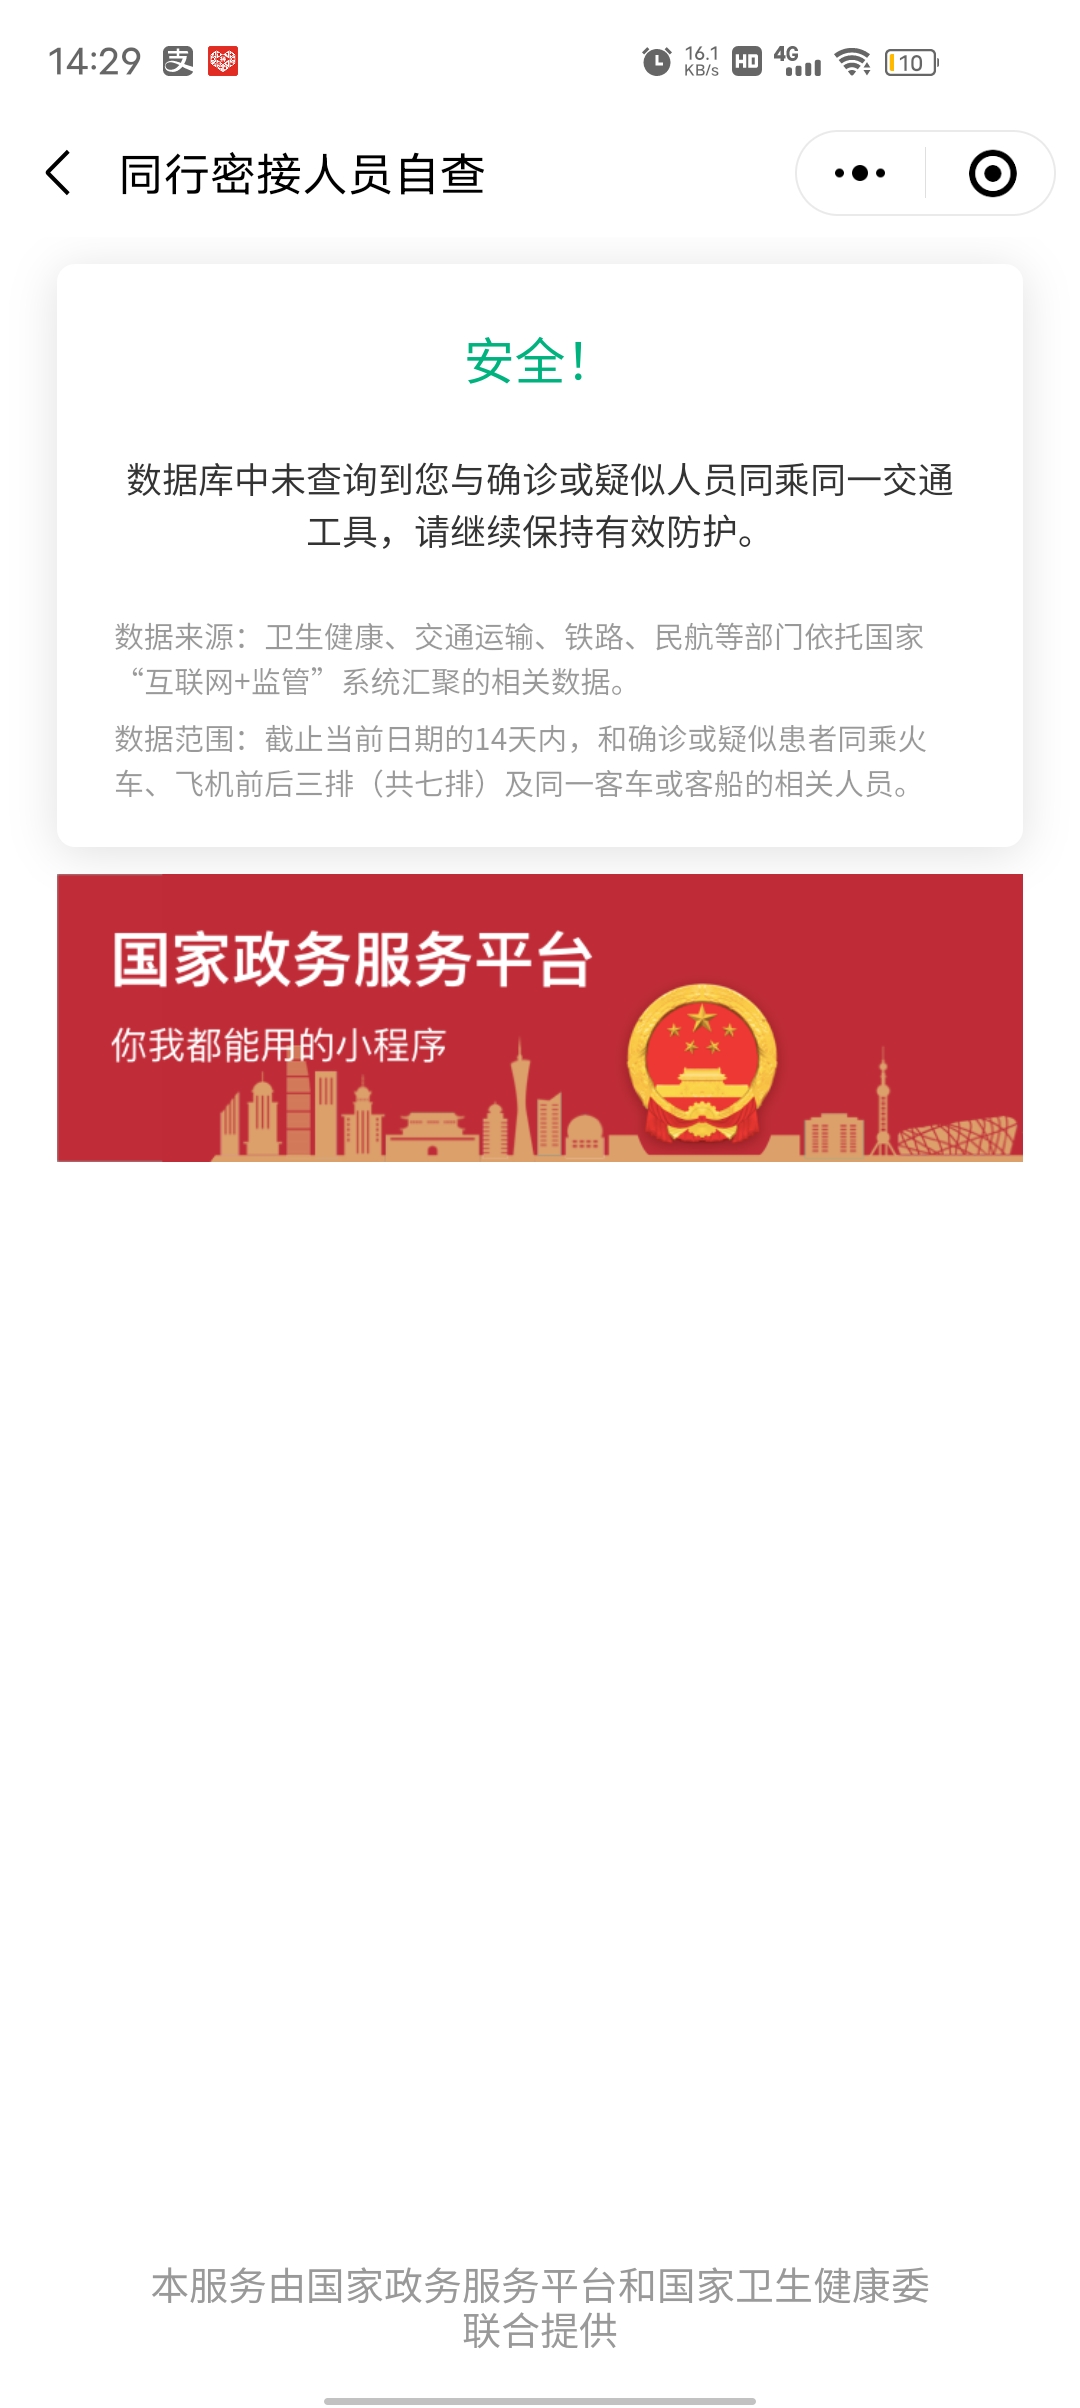 14:29 支 16.1 KB/s HD 4G 10
同行密接人员自查
安全！
数据库中未查询到您与确诊或疑似人员同乘同一交通
工具，请继续保持有效防护。
数据来源：卫生健康、交通运输、铁路、民航等部门依托国家
“互联网+监管”系统汇聚的相关数据。
数据范围：截止当前日期的14天内，和确诊或疑似患者同乘火
车、飞机前后三排（共七排）及同一客车或客船的相关人员。
国家政务服务平台
你我都能用的小程序
本服务由国家政务服务平台和国家卫生健康委
联合提供